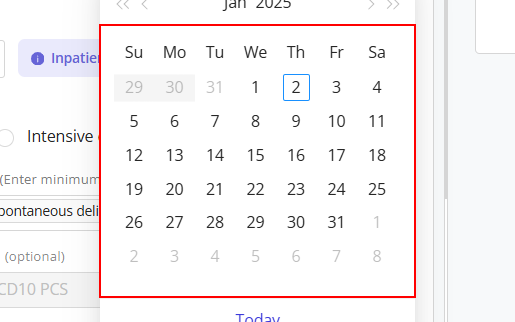 Jan 2025
Su Mo Tu We Th Fr Sa
29 30 31 1 2 3 4
5 6 7 8 9 10 11
12 13 14 15 16 17 18
19 20 21 22 23 24 25
26 27 28 29 30 31 1
2 3 4 5 6 7 8
Today
Inpatie
Intensive
(Enter minimum
pontaneous deli
(optional)
CD10 PCS